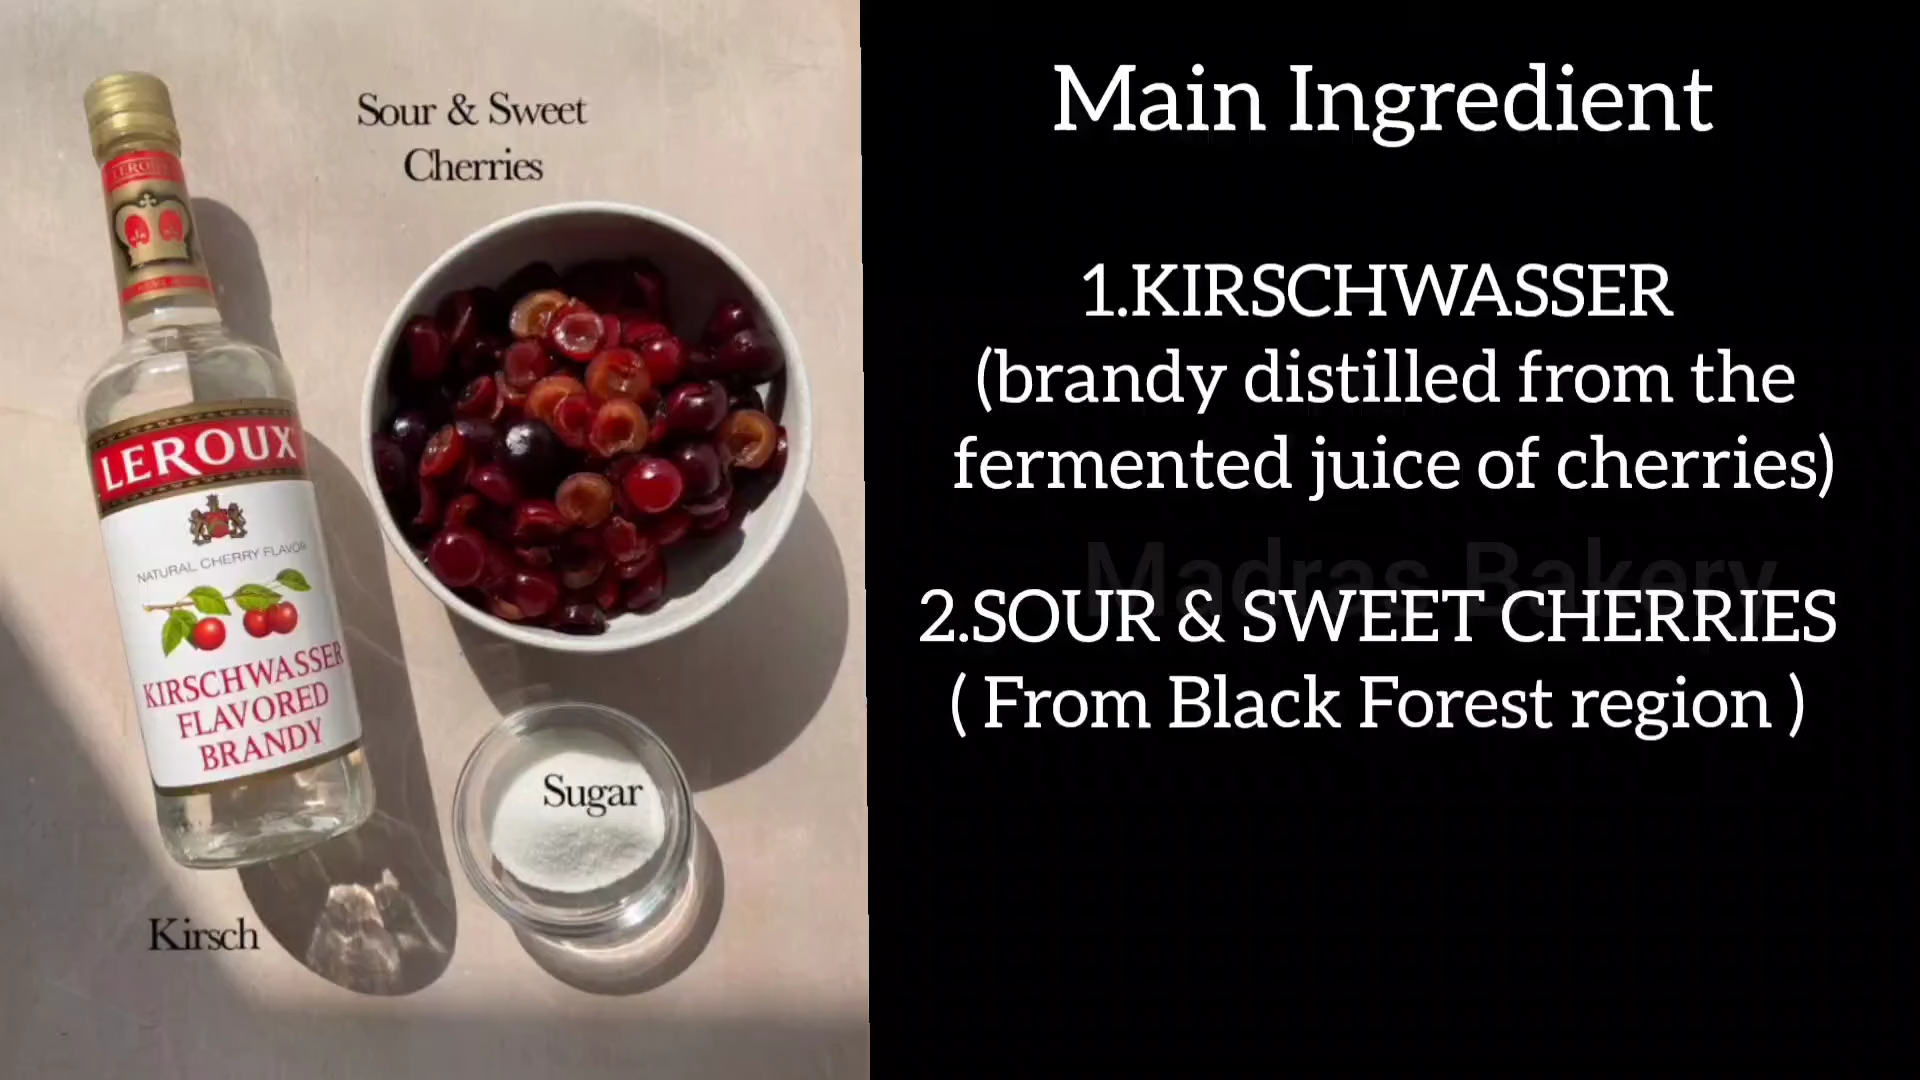 Sour & Sweet
Cherries
LEROUX
NATURAL CHERRY FLAVOR
KIRSCHWASSER
FLAVORED
BRANDY
Sugar
Kirsch
Main Ingredient
1.KIRSCHWASSER
(brandy distilled from the
fermented juice of cherries)
Madras Bakery
2.SOUR & SWEET CHERRIES
( From Black Forest region )